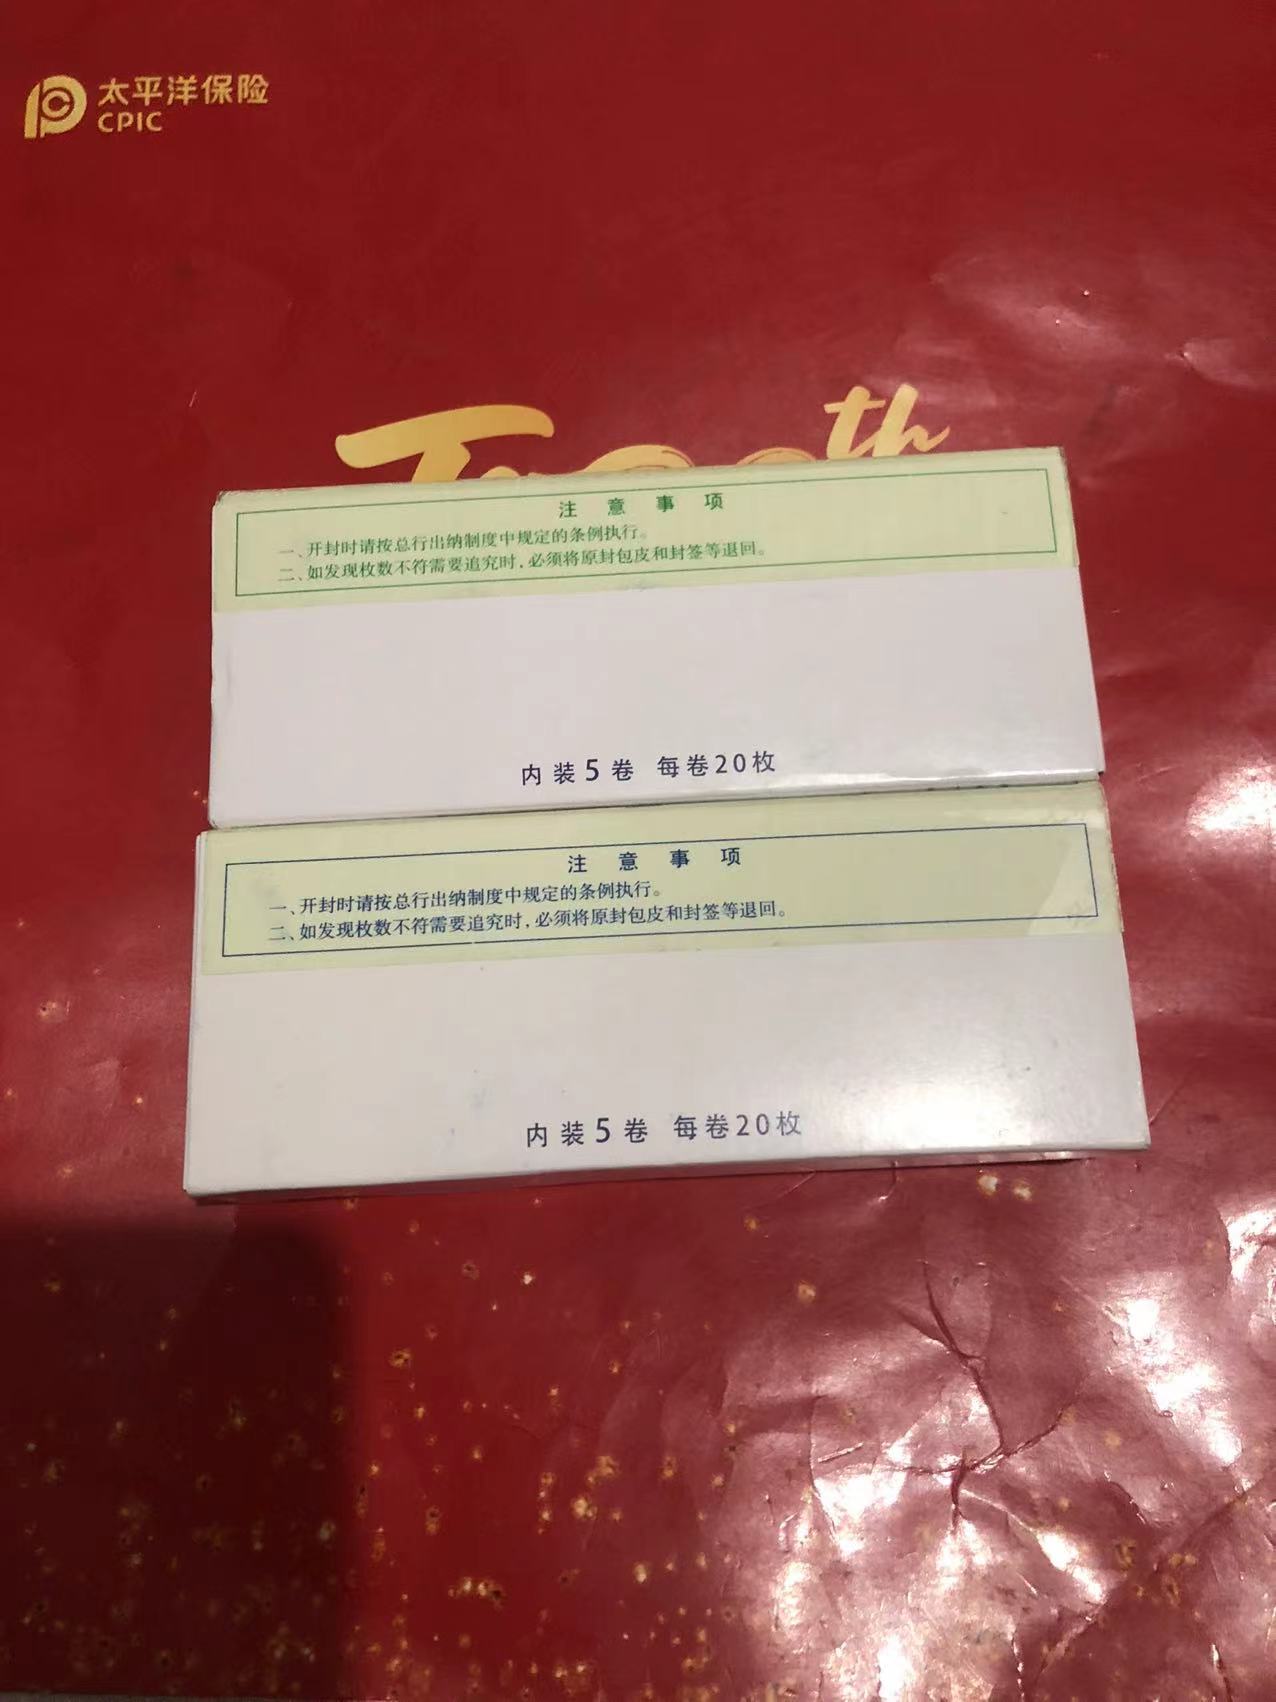 太平洋保险
CPIC
th
注意事项
一、开封时请按总行出纳制度中规定的条例执行。
二、如发现枚数不符需要追究时,必须将原封包皮和封签等退回。
内装5卷 每卷20枚
注意事项
一、开封时请按总行出纳制度中规定的条例执行。
二、如发现枚数不符需要追究时,必须将原封包皮和封签等退回。
内装5卷 每卷20枚